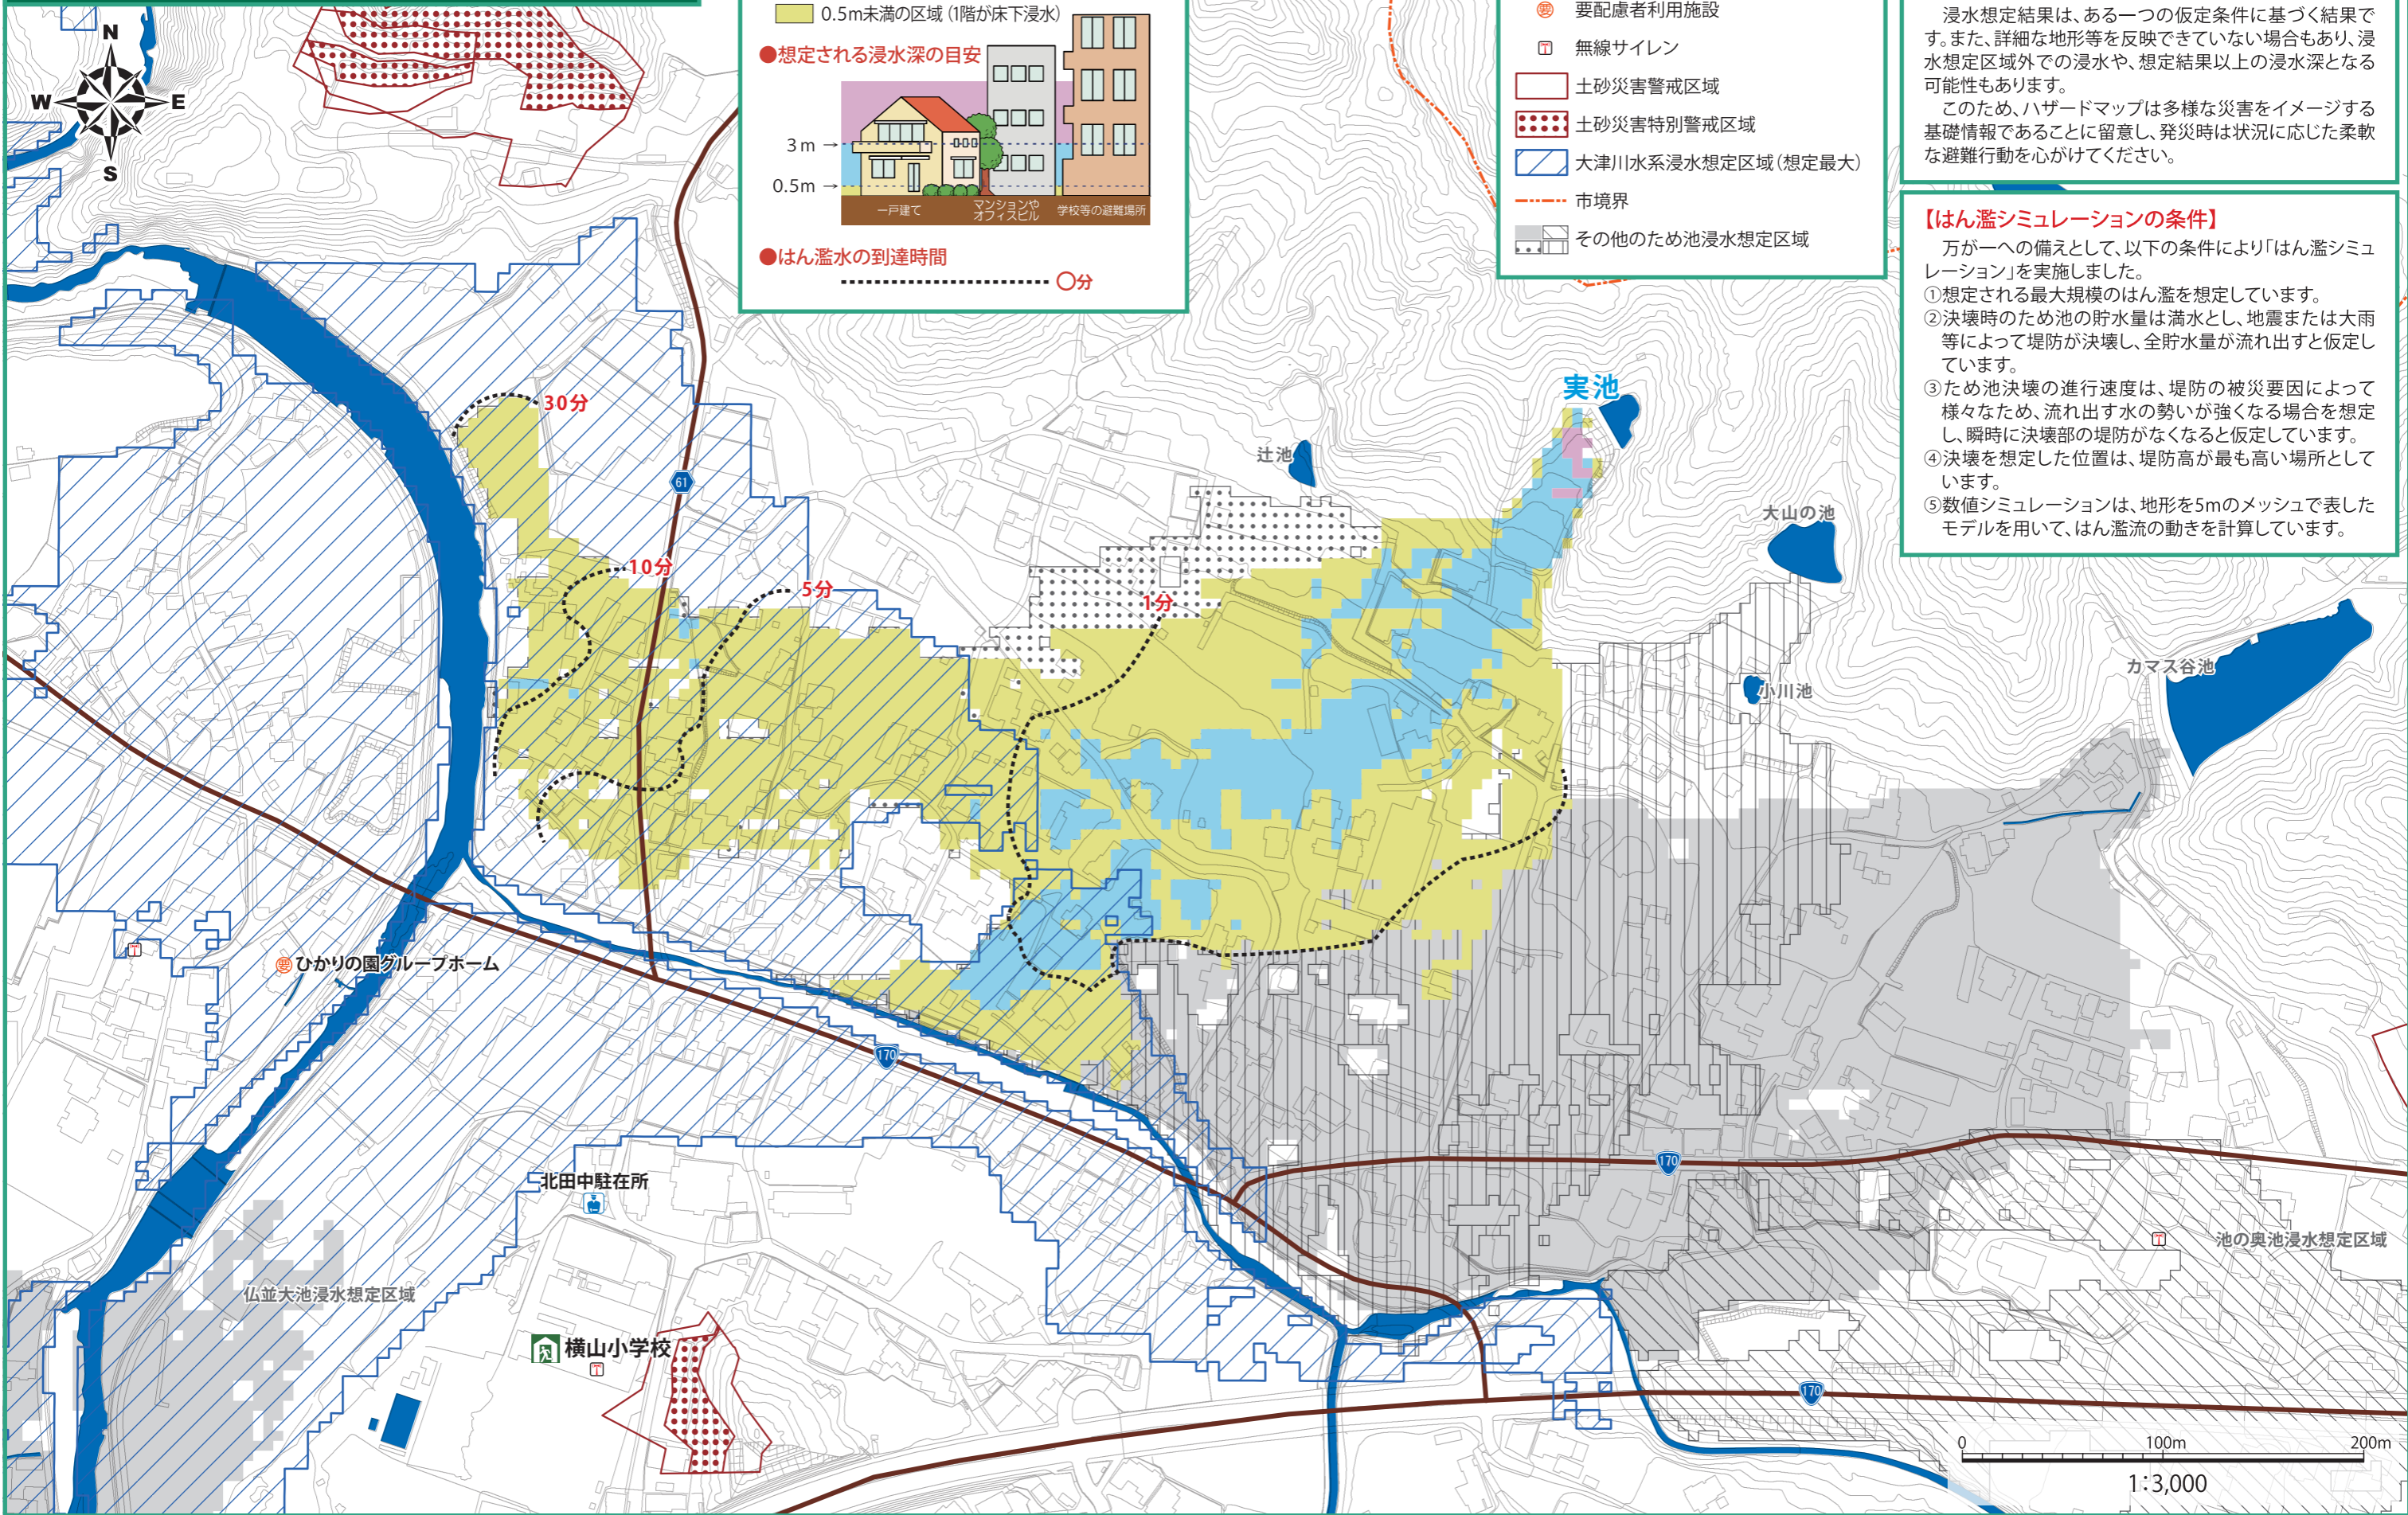 N
W
E
S
0.5m未満の区域（1階が床下浸水）
●想定される浸水深の目安
3m
0.5m
一戸建て
マンションや
オフィスビル
学校等の避難場所
●はん濫水の到達時間
○分
要 要配慮者利用施設
T 無線サイレン
土砂災害警戒区域
土砂災害特別警戒区域
大津川水系浸水想定区域（想定最大）
市境界
その他のため池浸水想定区域
浸水想定結果は、ある一つの仮定条件に基づく結果で
す。また、詳細な地形等を反映できていない場合もあり、浸
水想定区域外での浸水や、想定結果以上の浸水深となる
可能性もあります。
このため、ハザードマップは多様な災害をイメージする
基礎情報であることに留意し、発災時は状況に応じた柔軟
な避難行動を心がけてください。
【はん濫シミュレーションの条件】
万が一への備えとして、以下の条件により「はん濫シミュ
レーション」を実施しました。
①想定される最大規模のはん濫を想定しています。
②決壊時のため池の貯水量は満水とし、地震または大雨
等によって堤防が決壊し、全貯水量が流れ出すと仮定し
ています。
③ため池決壊の進行速度は、堤防の被災要因によって
様々なため、流れ出す水の勢いが強くなる場合を想定
し、瞬時に決壊部の堤防がなくなると仮定しています。
④決壊を想定した位置は、堤防高が最も高い場所として
います。
⑤数値シミュレーションは、地形を5mのメッシュで表した
モデルを用いて、はん濫流の動きを計算しています。
実池
30分
辻池
61
大山の池
10分
5分
1分
カマス谷池
小川池
T
要 ひかりの園グループホーム
170
170
北田中駐在所
T
池の奥池浸水想定区域
仏並大池浸水想定区域
横山小学校
T
170
0
100m
200m
1:3,000